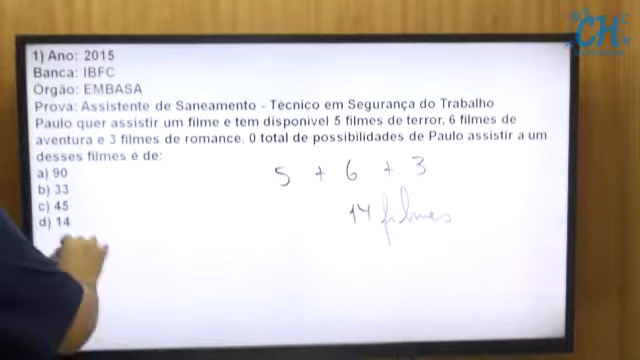 CH
1) Ano: 2015
Banca: IBFC
Órgão: EMBASA
Prova: Assistente de Saneamento - Técnico em Segurança do Trabalho
Paulo quer assistir um filme e tem disponível 5 filmes de terror, 6 filmes de
aventura e 3 filmes de romance, 0 total de possibilidades de Paulo assistir a um
desses filmes é de:
a) 90
b) 33
c) 45
d) 14
5 + 6 + 3
14 filmes